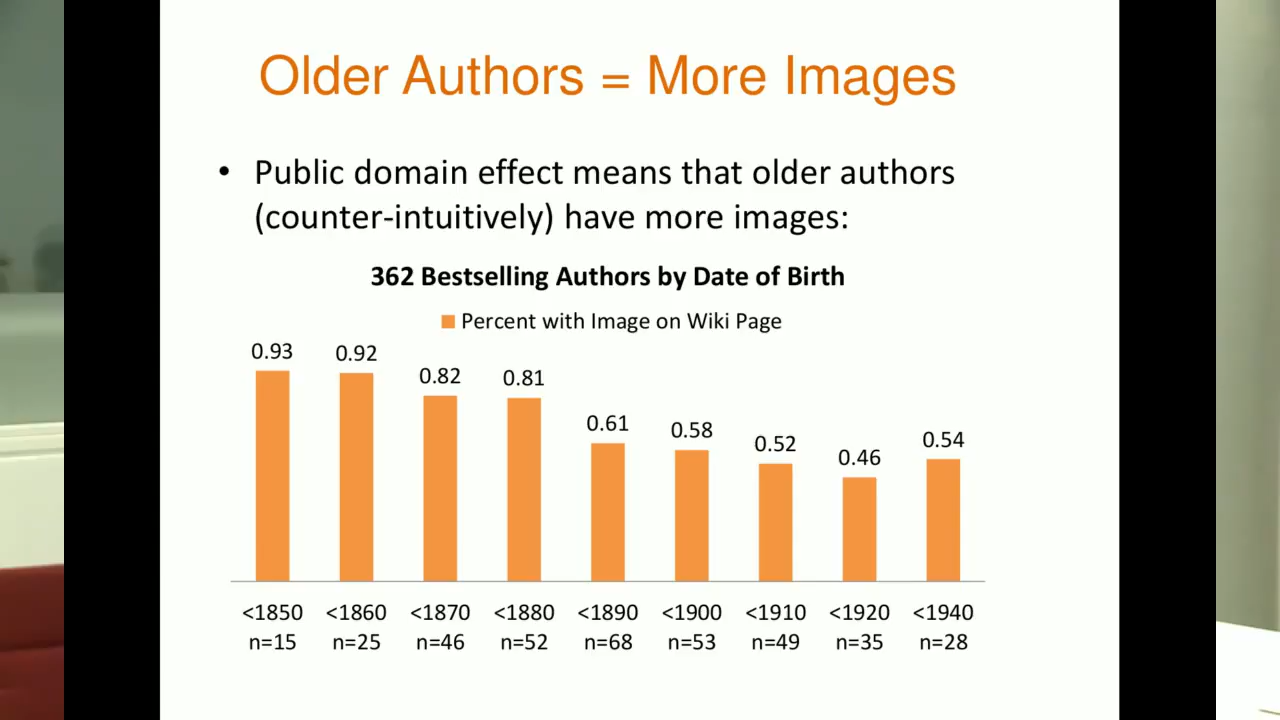 Older Authors = More Images
• Public domain effect means that older authors
(counter-intuitively) have more images:
362 Bestselling Authors by Date of Birth
Percent with Image on Wiki Page
0.93 0.92 0.82 0.81 0.61 0.58 0.52 0.46 0.54
<1850 <1860 <1870 <1880 <1890 <1900 <1910 <1920 <1940
n=15 n=25 n=46 n=52 n=68 n=53 n=49 n=35 n=28